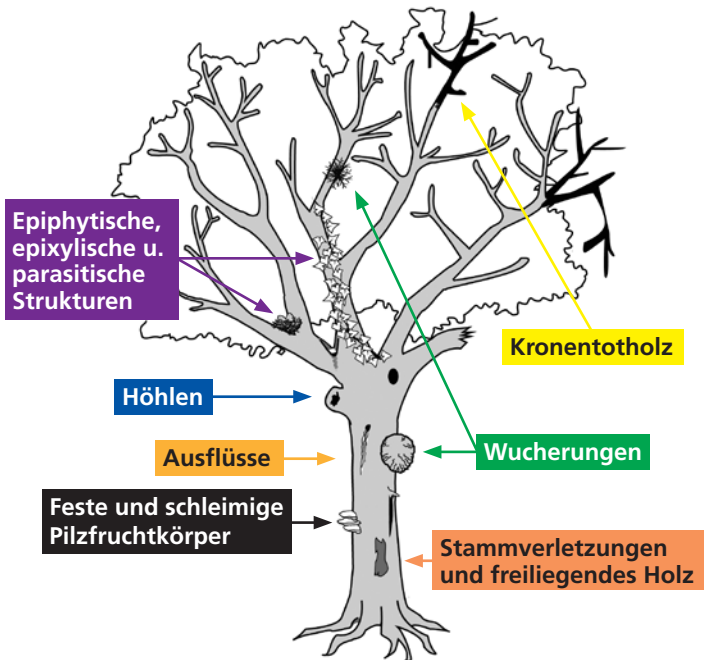 Epiphytische,
epixylische u.
parasitische
Strukturen
Kronentotholz
Höhlen
Ausflüsse
Wucherungen
Feste und schleimige
Pilzfruchtkörper
Stammverletzungen
und freiliegendes Holz